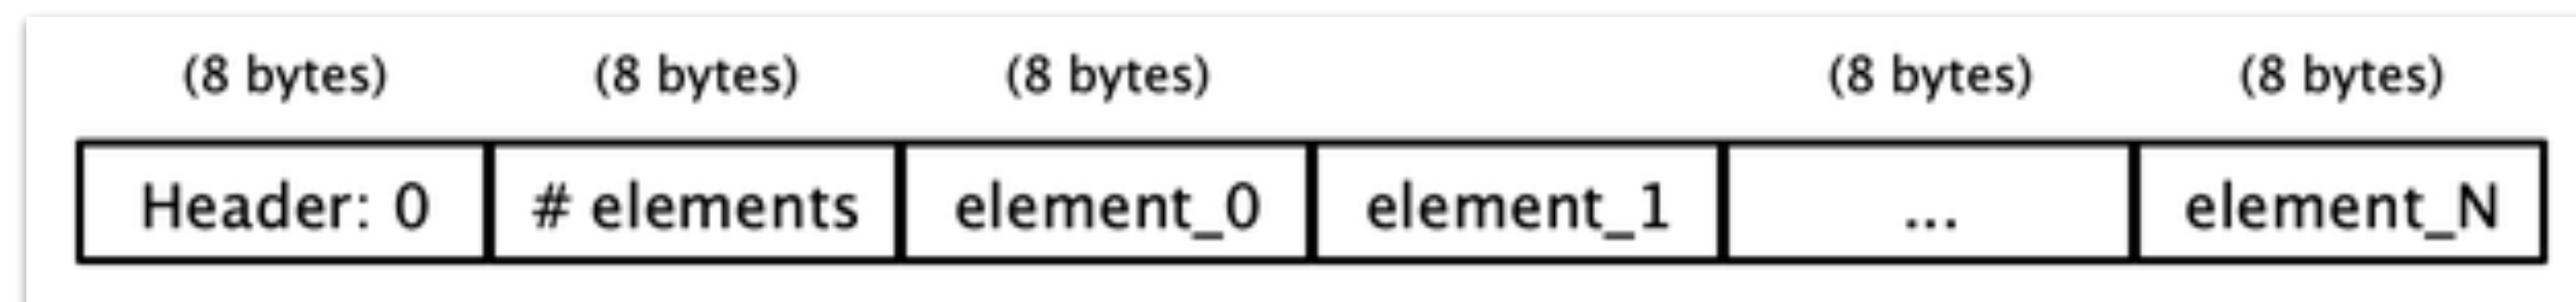 (8 bytes) (8 bytes) (8 bytes) (8 bytes) (8 bytes)
Header: 0 # elements element_0 element_1 ... element_N